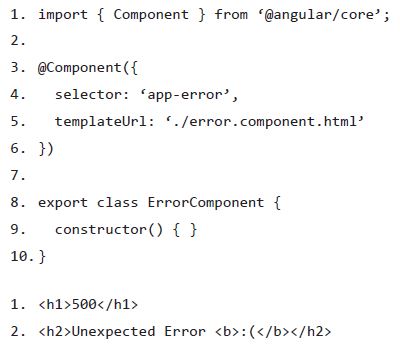 1. import { Component } from ‘@angular/core’;
2.
3. @Component({
4. selector: ‘app-error’,
5. templateUrl: ‘./error.component.html’
6. })
7.
8. export class ErrorComponent {
9. constructor() { }
10. }
1. <h1>500</h1>
2. <h2>Unexpected Error <b>:(</b></h2>